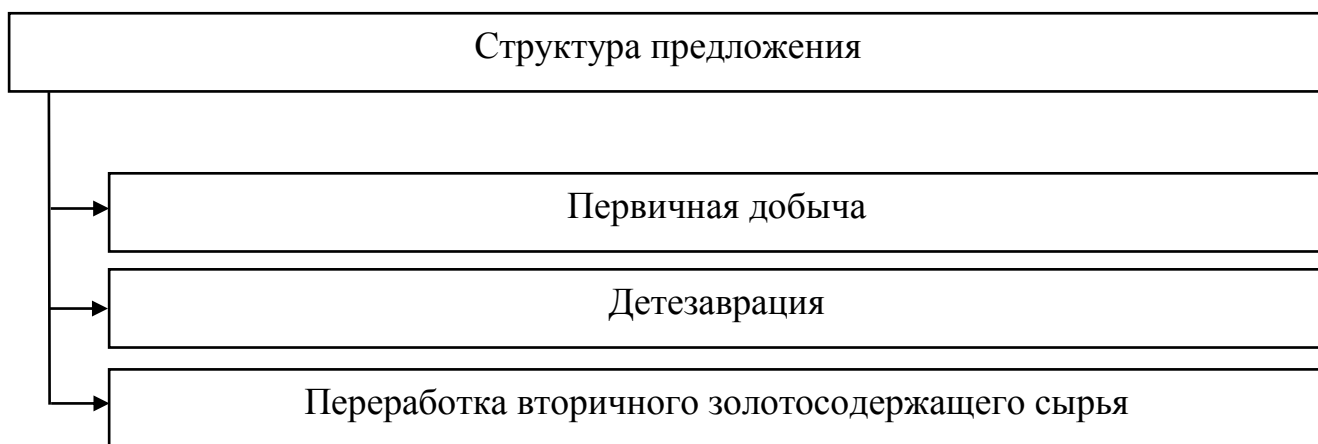 Структура предложения
Первичная добыча
Детезаврация
Переработка вторичного золотосодержащего сырья